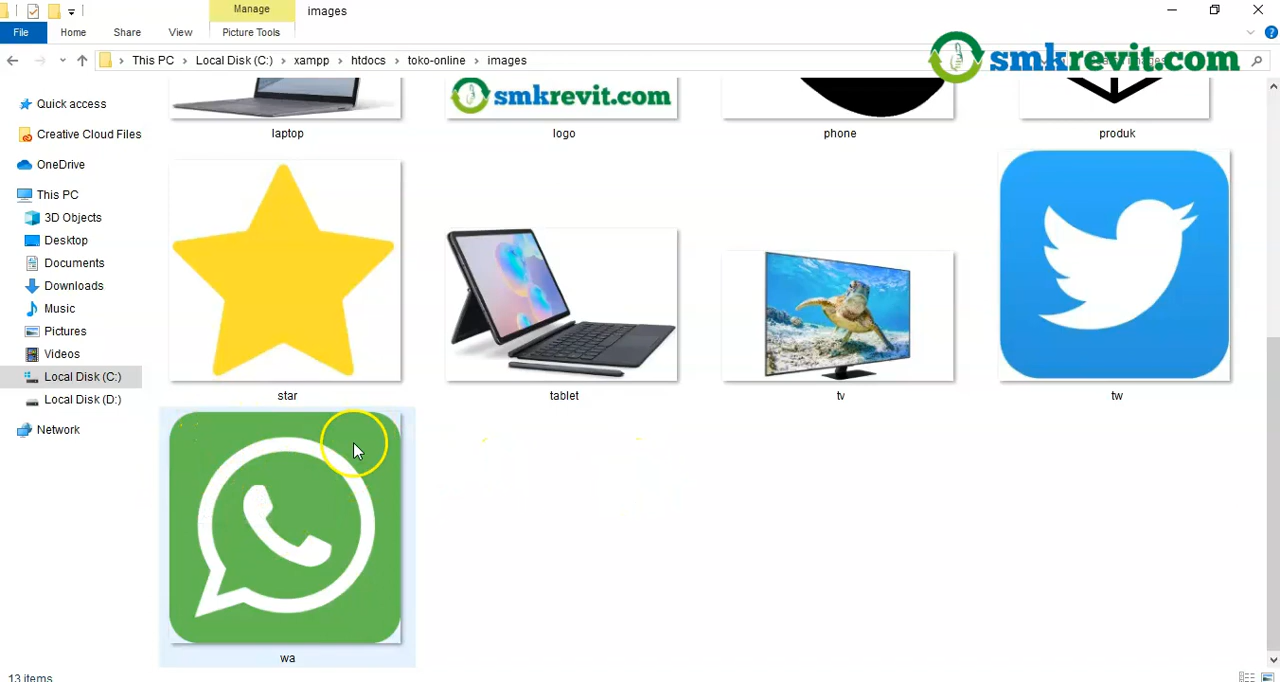 Manage
images
File
Home
Share
View
Picture Tools
This PC
Local Disk (C:)
xampp
htdocs
toko-online
images
smkrevit.com
Quick access
Creative Cloud Files
OneDrive
This PC
3D Objects
Desktop
Documents
Downloads
Music
Pictures
Videos
Local Disk (C:)
Local Disk (D:)
Network
smkrevit.com
laptop
logo
phone
produk
star
tablet
tv
tw
wa
13 items